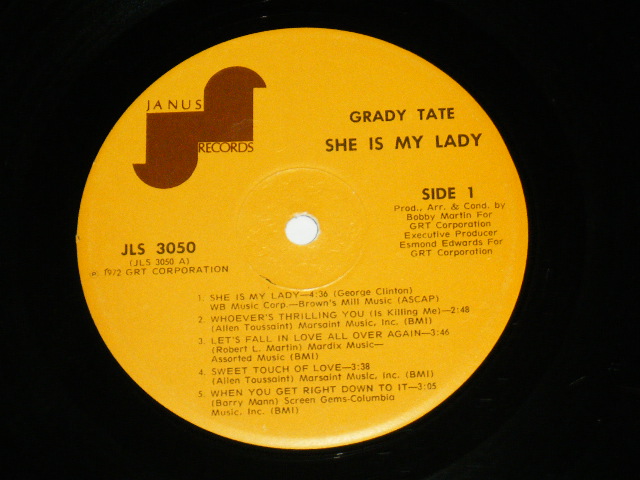 JANUS
RECORDS
GRADY TATE
SHE IS MY LADY
SIDE 1
Prod., Arr. & Cond. by
Bobby Martin For
GRT Corporation
Executive Producer
Esmond Edwards For
GRT Corporation
JLS 3050
(JLS 3050 A)
℗ 1972 GRT CORPORATION
1. SHE IS MY LADY—4:36 (George Clinton)
WB Music Corp.—Brown's Mill Music (ASCAP)
2. WHOEVER'S THRILLING YOU (Is Killing Me)—2:48
(Allen Toussaint) Marsaint Music, Inc. (BMI)
3. LET'S FALL IN LOVE ALL OVER AGAIN—3:46
(Robert L. Martin) Mardix Music—
Assorted Music (BMI)
4. SWEET TOUCH OF LOVE—3:38
(Allen Toussaint) Marsaint Music, Inc. (BMI)
5. WHEN YOU GET RIGHT DOWN TO IT—3:05
(Barry Mann) Screen Gems-Columbia
Music, Inc. (BMI)